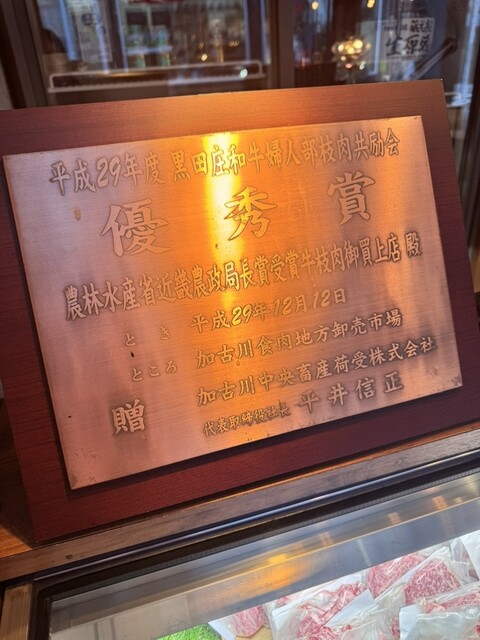 平成29年度 黒田庄和牛婦人部枝肉共励会
優秀賞
農林水産省近畿農政局長賞受賞牛枝肉御買上店 殿
とき 平成29年12月12日
ところ 加古川食肉地方卸売市場
贈 加古川中央畜産荷受株式会社
代表取締役社長 平井信正